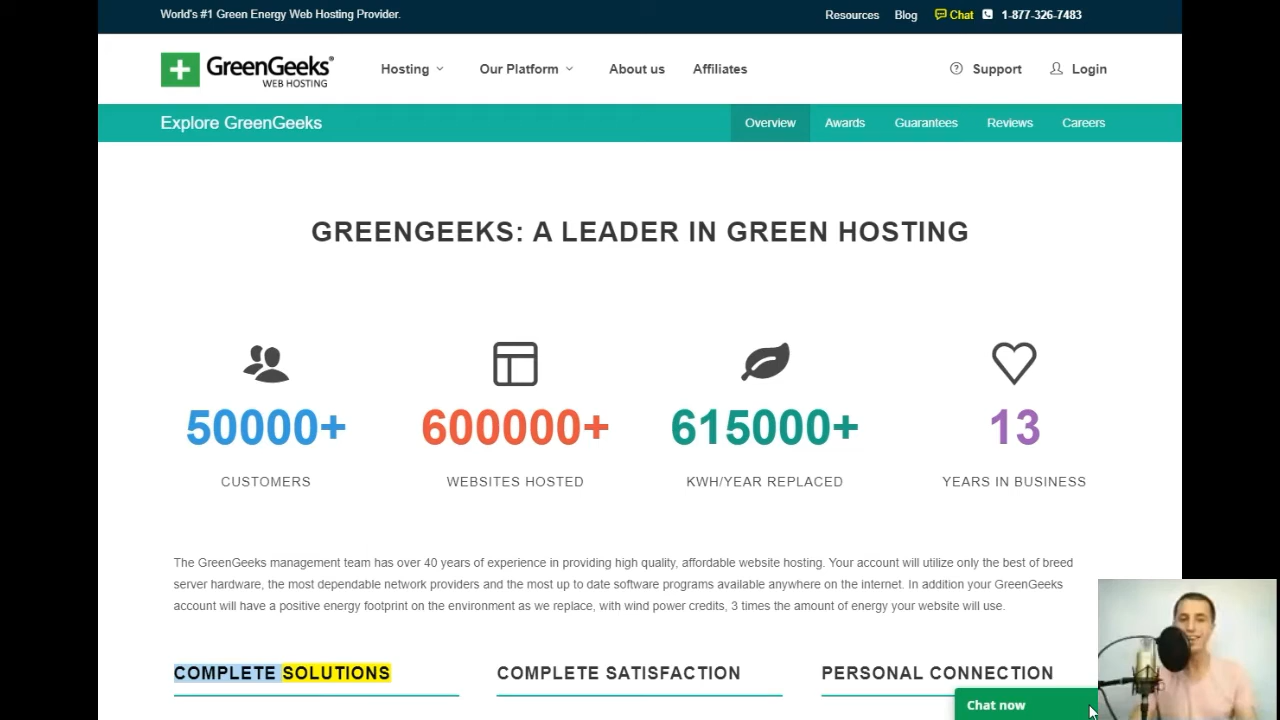 World's #1 Green Energy Web Hosting Provider.
Resources Blog Chat 1-877-326-7483
GreenGeeks®
WEB HOSTING
Hosting Our Platform About us Affiliates Support Login
Explore GreenGeeks
Overview Awards Guarantees Reviews Careers
GREENGEEKS: A LEADER IN GREEN HOSTING
50000+ 600000+ 615000+ 13
CUSTOMERS WEBSITES HOSTED KWH/YEAR REPLACED YEARS IN BUSINESS
The GreenGeeks management team has over 40 years of experience in providing high quality, affordable website hosting. Your account will utilize only the best of breed
server hardware, the most dependable network providers and the most up to date software programs available anywhere on the internet. In addition your GreenGeeks
account will have a positive energy footprint on the environment as we replace, with wind power credits, 3 times the amount of energy your website will use.
COMPLETE SOLUTIONS COMPLETE SATISFACTION PERSONAL CONNECTION
Chat now